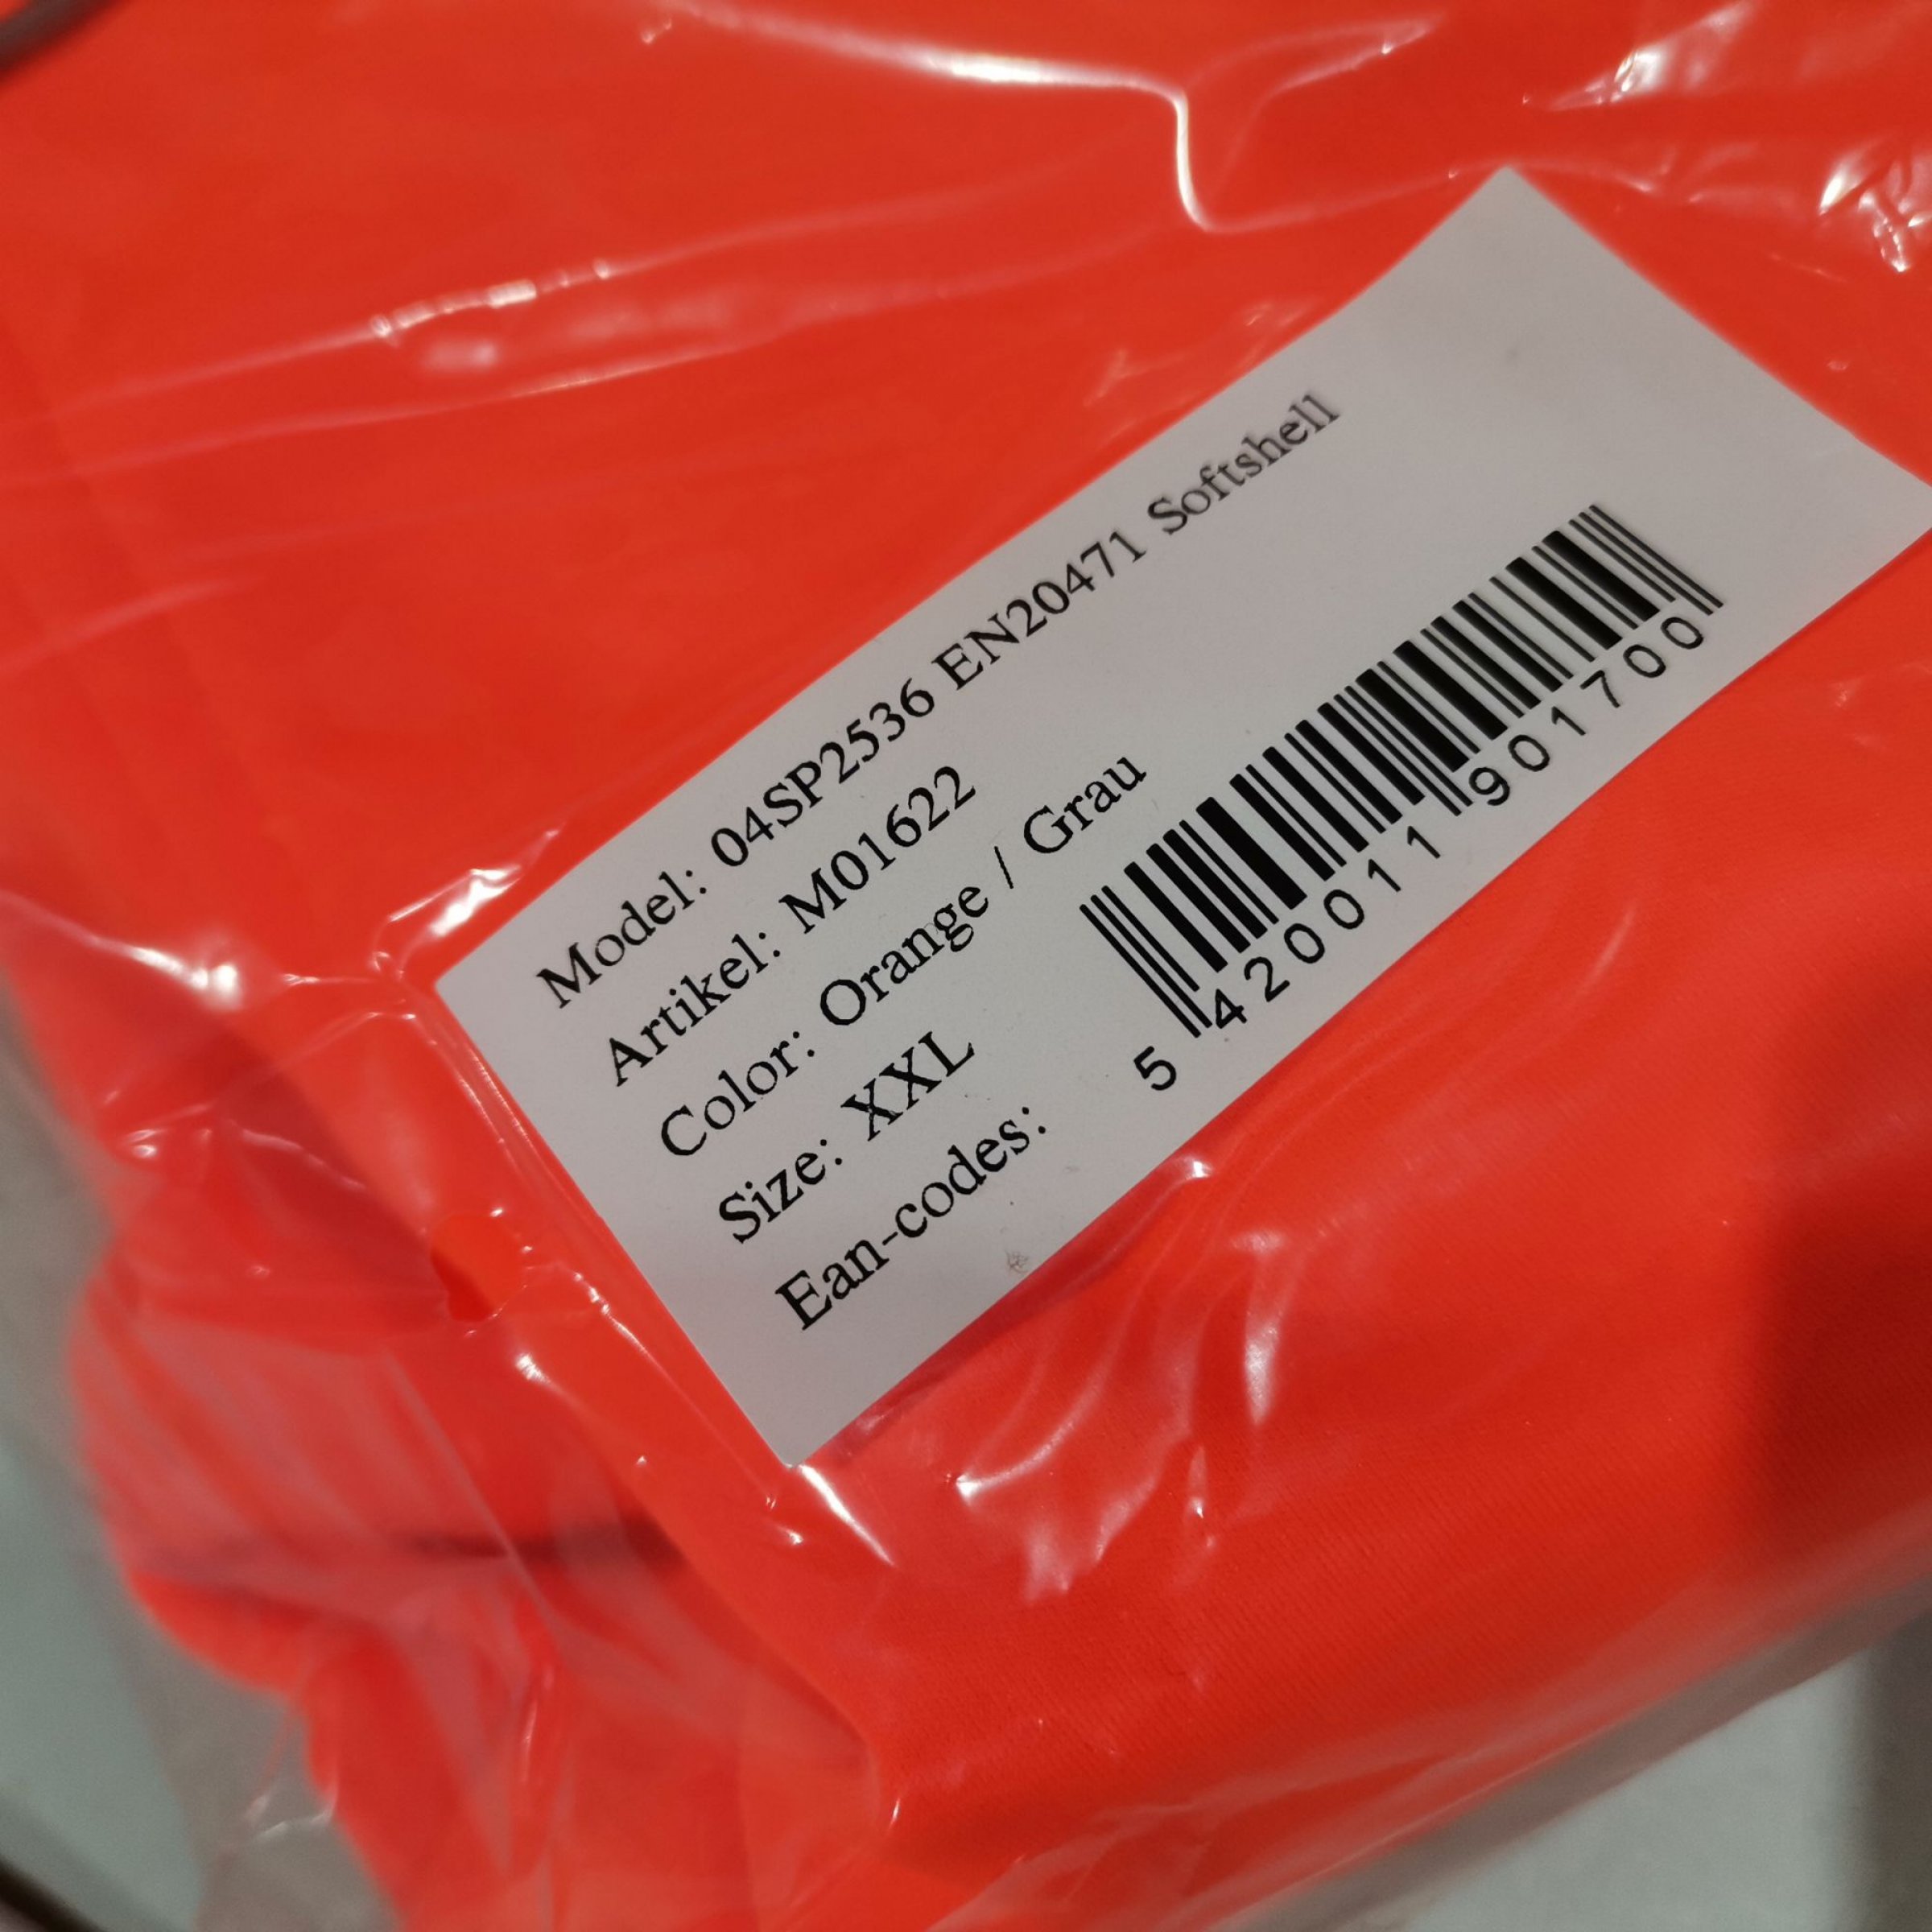 Model: 04SP2536 EN20471 Softshell
Artikel: M01622
Color: Orange / Grau
Size: XXL
Ean-codes:
5 420011 901700